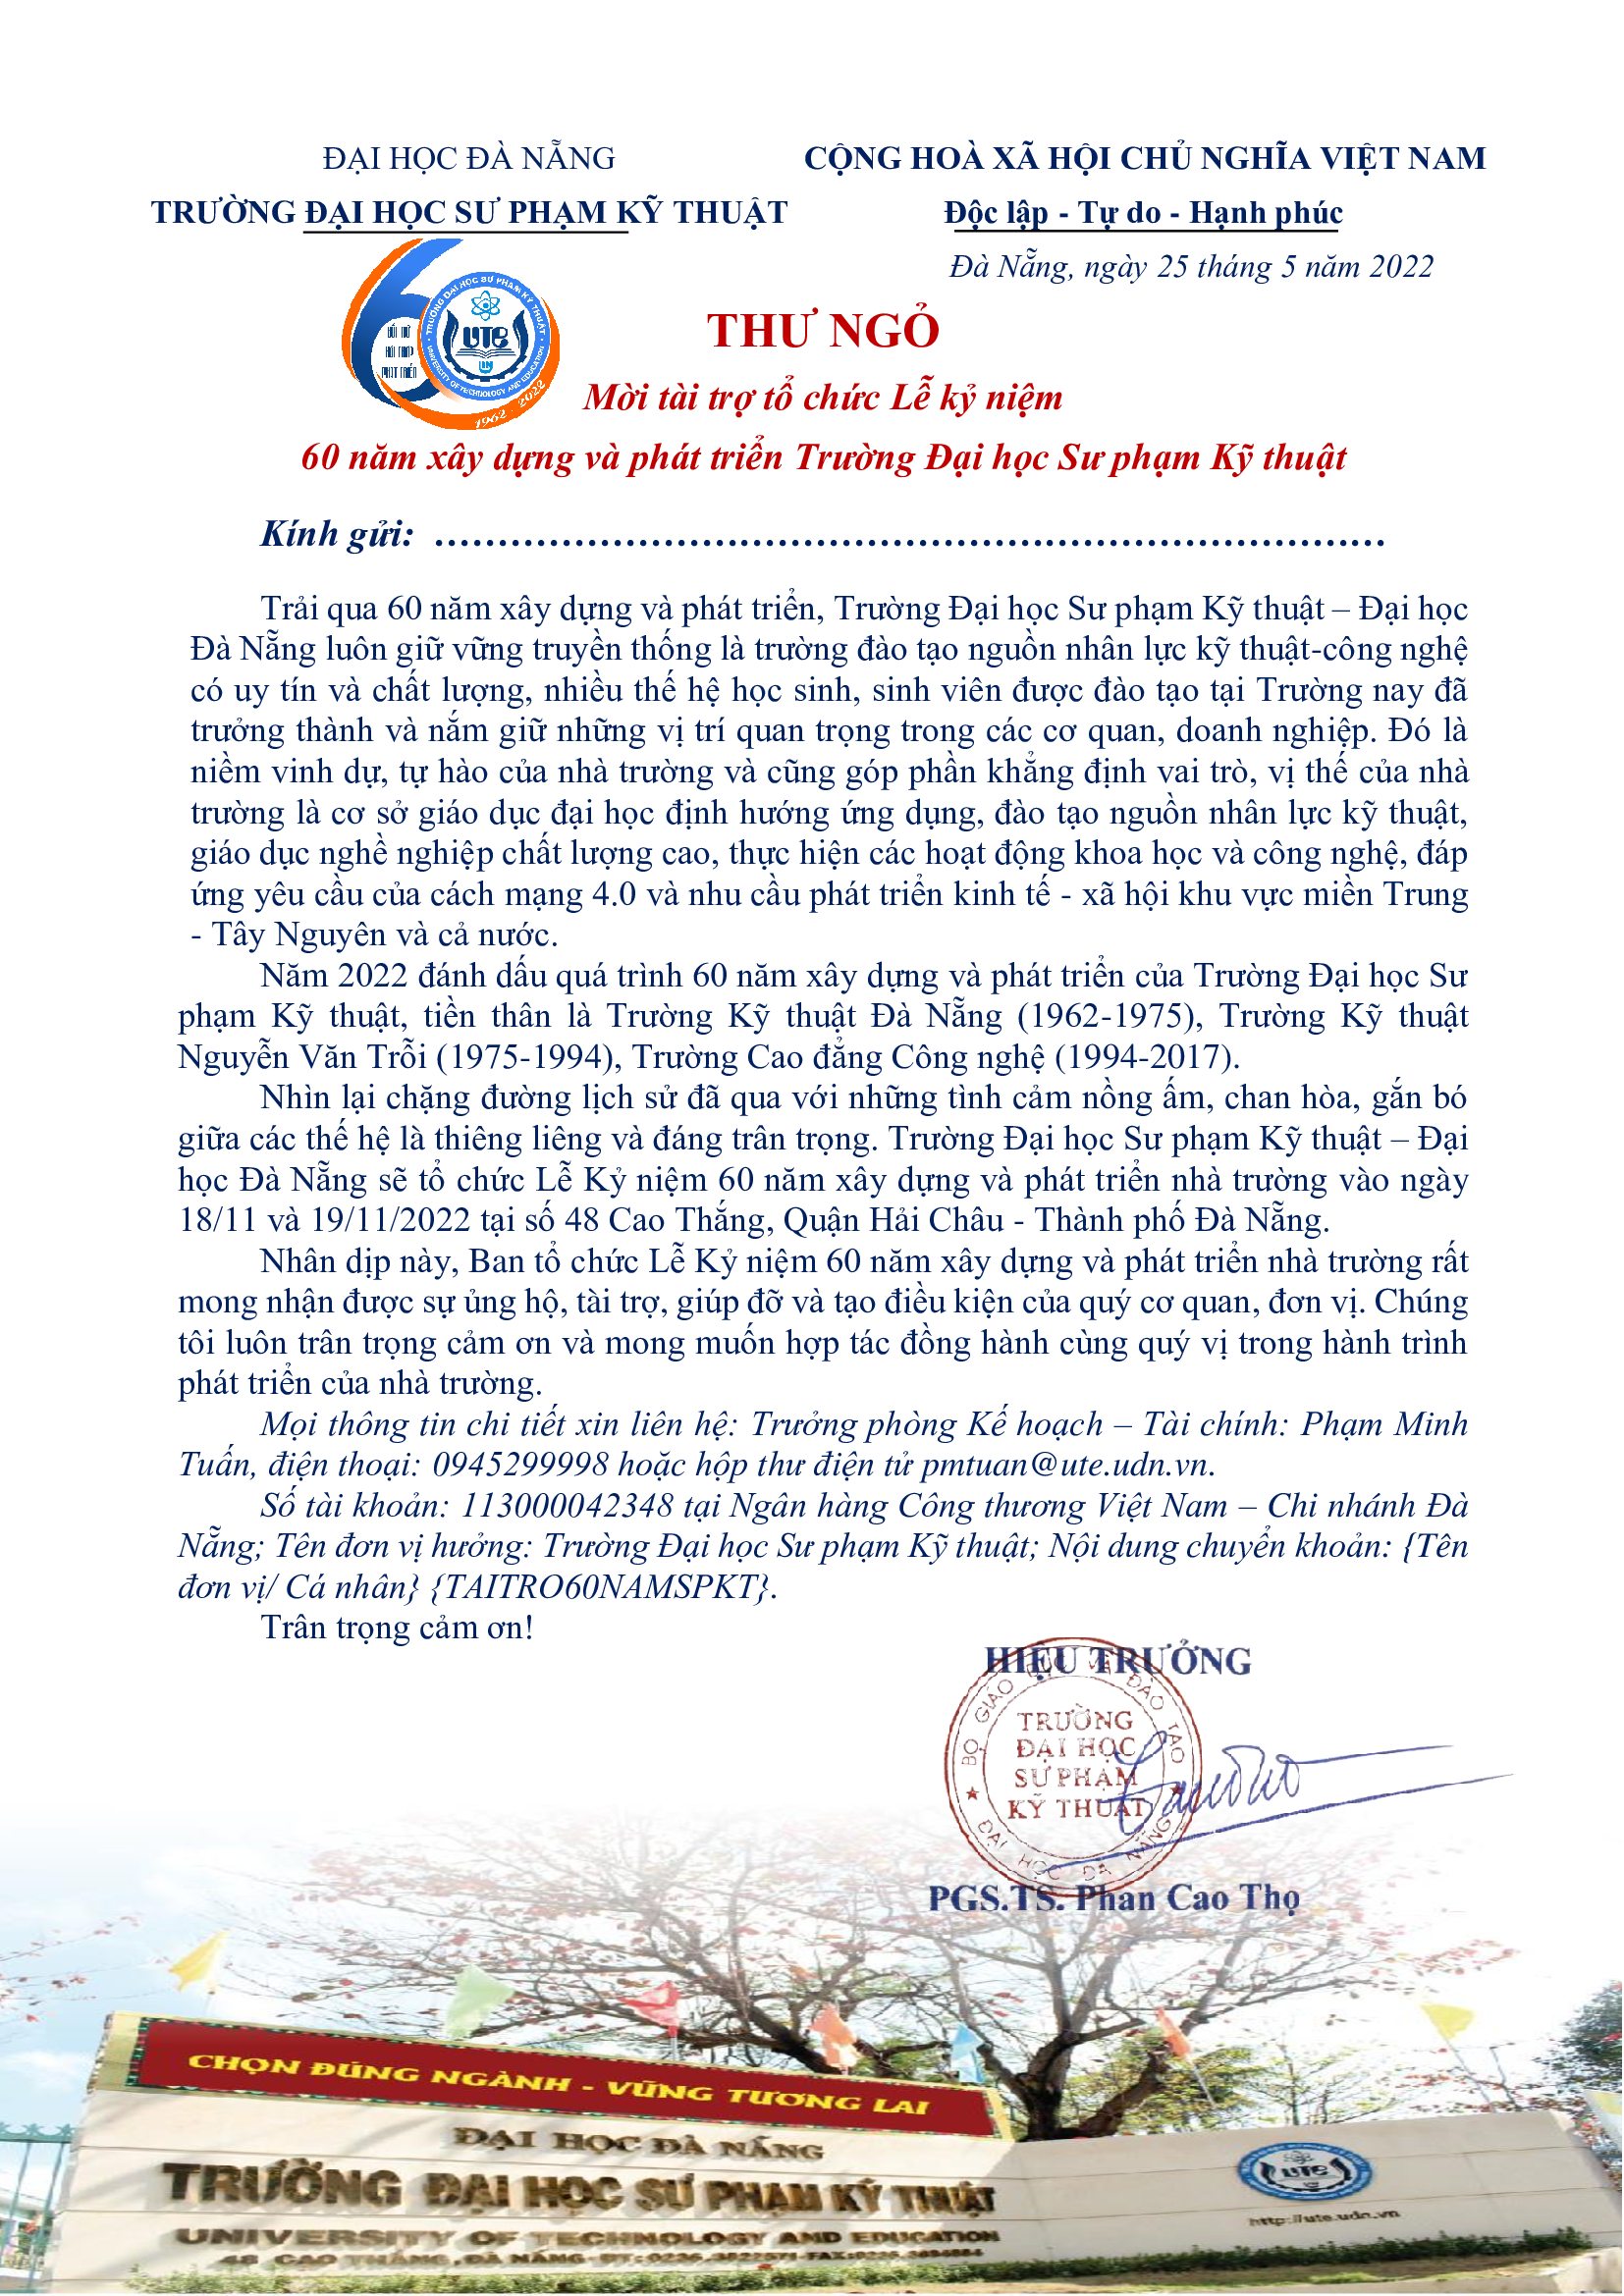 ĐẠI HỌC ĐÀ NẴNG
TRƯỜNG ĐẠI HỌC SƯ PHẠM KỸ THUẬT
CỘNG HOÀ XÃ HỘI CHỦ NGHĨA VIỆT NAM
Độc lập - Tự do - Hạnh phúc
Đà Nẵng, ngày 25 tháng 5 năm 2022
TRƯỜNG ĐẠI HỌC SƯ PHẠM KỸ THUẬT
UNIVERSITY OF TECHNOLOGY AND EDUCATION
UTE
HỘI NHẬP
PHÁT TRIỂN
1962 - 2022
THƯ NGỎ
Mời tài trợ tổ chức Lễ kỷ niệm
60 năm xây dựng và phát triển Trường Đại học Sư phạm Kỹ thuật
Kính gửi: ……………………………………………………………………
Trải qua 60 năm xây dựng và phát triển, Trường Đại học Sư phạm Kỹ thuật – Đại học
Đà Nẵng luôn giữ vững truyền thống là trường đào tạo nguồn nhân lực kỹ thuật-công nghệ
có uy tín và chất lượng, nhiều thế hệ học sinh, sinh viên được đào tạo tại Trường nay đã
trưởng thành và nắm giữ những vị trí quan trọng trong các cơ quan, doanh nghiệp. Đó là
niềm vinh dự, tự hào của nhà trường và cũng góp phần khẳng định vai trò, vị thế của nhà
trường là cơ sở giáo dục đại học định hướng ứng dụng, đào tạo nguồn nhân lực kỹ thuật,
giáo dục nghề nghiệp chất lượng cao, thực hiện các hoạt động khoa học và công nghệ, đáp
ứng yêu cầu của cách mạng 4.0 và nhu cầu phát triển kinh tế - xã hội khu vực miền Trung
- Tây Nguyên và cả nước.
Năm 2022 đánh dấu quá trình 60 năm xây dựng và phát triển của Trường Đại học Sư
phạm Kỹ thuật, tiền thân là Trường Kỹ thuật Đà Nẵng (1962-1975), Trường Kỹ thuật
Nguyễn Văn Trỗi (1975-1994), Trường Cao đẳng Công nghệ (1994-2017).
Nhìn lại chặng đường lịch sử đã qua với những tình cảm nồng ấm, chan hòa, gắn bó
giữa các thế hệ là thiêng liêng và đáng trân trọng. Trường Đại học Sư phạm Kỹ thuật – Đại
học Đà Nẵng sẽ tổ chức Lễ Kỷ niệm 60 năm xây dựng và phát triển nhà trường vào ngày
18/11 và 19/11/2022 tại số 48 Cao Thắng, Quận Hải Châu - Thành phố Đà Nẵng.
Nhân dịp này, Ban tổ chức Lễ Kỷ niệm 60 năm xây dựng và phát triển nhà trường rất
mong nhận được sự ủng hộ, tài trợ, giúp đỡ và tạo điều kiện của quý cơ quan, đơn vị. Chúng
tôi luôn trân trọng cảm ơn và mong muốn hợp tác đồng hành cùng quý vị trong hành trình
phát triển của nhà trường.
Mọi thông tin chi tiết xin liên hệ: Trưởng phòng Kế hoạch – Tài chính: Phạm Minh
Tuấn, điện thoại: 0945299998 hoặc hộp thư điện tử pmtuan@ute.udn.vn.
Số tài khoản: 113000042348 tại Ngân hàng Công thương Việt Nam – Chi nhánh Đà
Nẵng; Tên đơn vị hưởng: Trường Đại học Sư phạm Kỹ thuật; Nội dung chuyển khoản: {Tên
đơn vị/ Cá nhân} {TAITRO60NAMSPKT}.
Trân trọng cảm ơn!
HIỆU TRƯỞNG
BỘ GIÁO DỤC VÀ ĐÀO TẠO
TRƯỜNG
ĐẠI HỌC
SƯ PHẠM
KỸ THUẬT
ĐẠI HỌC ĐÀ NẴNG
PGS.TS. Phan Cao Thọ
CHỌN ĐÚNG NGÀNH - VỮNG TƯƠNG LAI
ĐẠI HỌC ĐÀ NẴNG
TRƯỜNG ĐẠI HỌC SƯ PHẠM KỸ THUẬT
UNIVERSITY OF TECHNOLOGY AND EDUCATION
48 CAO THẮNG, ĐÀ NẴNG
UTE
http://ute.udn.vn